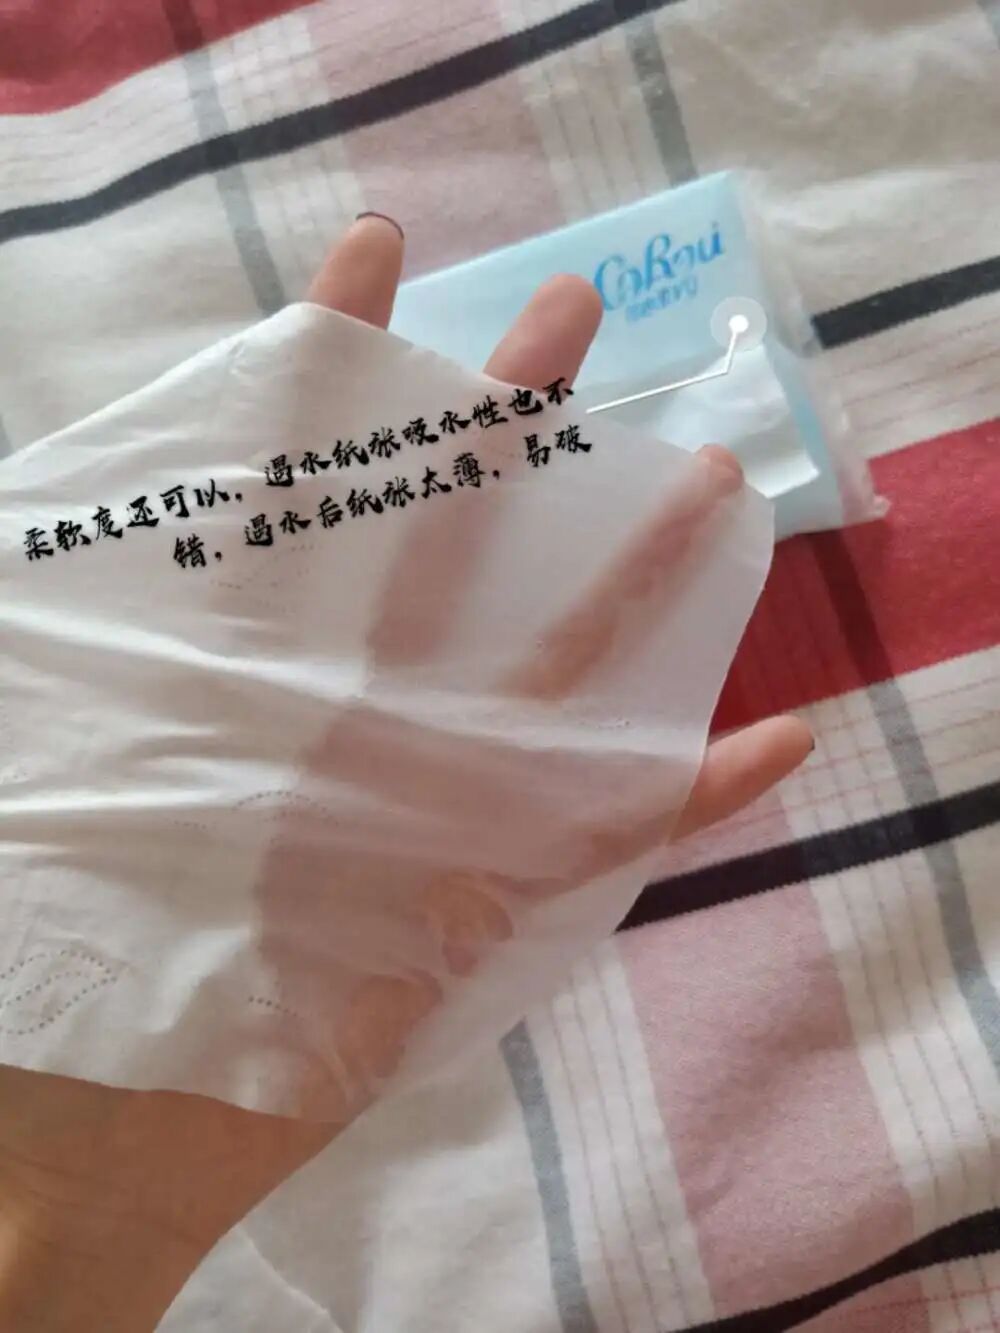 CoRou
柔软度还可以，遇水纸张吸水性也不
错，遇水后纸张太薄，易破